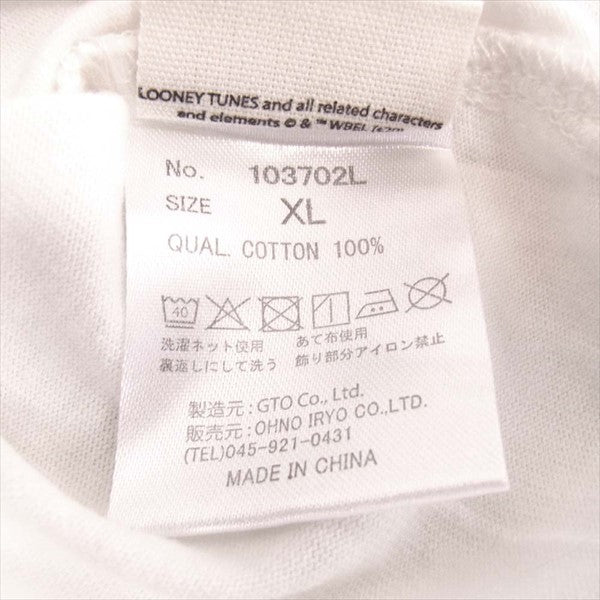 LOONEY TUNES and all related characters
and elements © & ™ WBEI.
No. 103702L
SIZE XL
QUAL. COTTON 100%
40
洗濯ネット使用 あて布使用
裏返しにして洗う 飾り部分アイロン禁止
製造元:GTO Co., Ltd.
販売元:OHNO IRYO CO.,LTD.
(TEL)045-921-0431
MADE IN CHINA